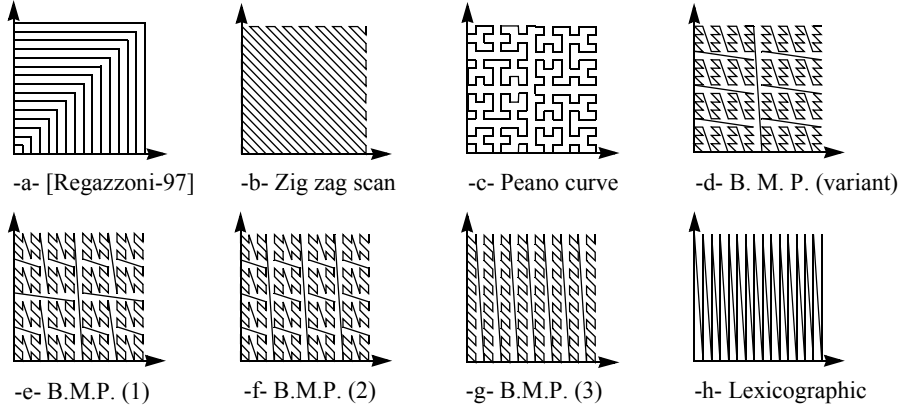 -a- [Regazzoni-97] -b- Zig zag scan -c- Peano curve -d- B. M. P. (variant)
-e- B.M.P. (1) -f- B.M.P. (2) -g- B.M.P. (3) -h- Lexicographic